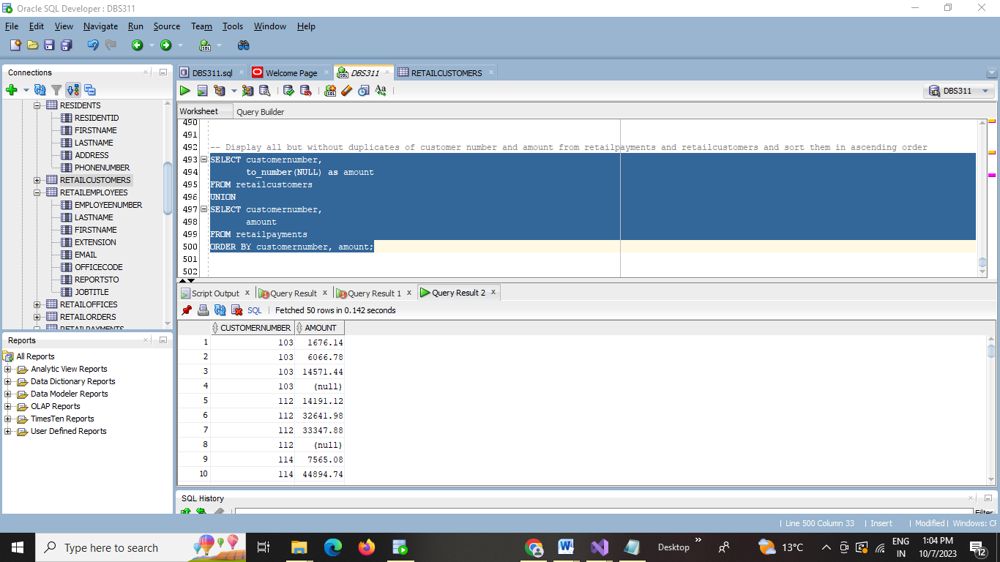 Oracle SQL Developer : DBS311
File Edit View Navigate Run Source Team Tools Window Help
Connections
RESIDENTS
RESIDENTID
FIRSTNAME
LASTNAME
ADDRESS
PHONENUMBER
RETAILCUSTOMERS
RETAILEMPLOYEES
EMPLOYEENUMBER
LASTNAME
FIRSTNAME
EXTENSION
EMAIL
OFFICECODE
REPORTSTO
JOBTITLE
RETAILOFFICES
RETAILORDERS
RETAILPAYMENTS
Reports
All Reports
Analytic View Reports
Data Dictionary Reports
Data Modeler Reports
OLAP Reports
TimesTen Reports
User Defined Reports
DBS311.sql Welcome Page DBS311 RETAILCUSTOMERS
DBS311
Worksheet Query Builder
490
491
492 -- Display all but without duplicates of customer number and amount from retailpayments and retailcustomers and sort them in ascending order
493 SELECT customernumber,
494 to_number(NULL) as amount
495 FROM retailcustomers
496 UNION
497 SELECT customernumber,
498 amount
499 FROM retailpayments
500 ORDER BY customernumber, amount;
501
502
Script Output x Query Result x Query Result 1 x Query Result 2 x
SQL | Fetched 50 rows in 0.142 seconds
CUSTOMERNUMBER AMOUNT
1 103 1676.14
2 103 6066.78
3 103 14571.44
4 103 (null)
5 112 14191.12
6 112 32641.98
7 112 33347.88
8 112 (null)
9 114 7565.08
10 114 44894.74
SQL History
Filter
| Line 500 Column 33 | Insert | Modified | Windows: CF
Type here to search
Desktop
13°C
ENG
IN
1:04 PM
10/7/2023
12